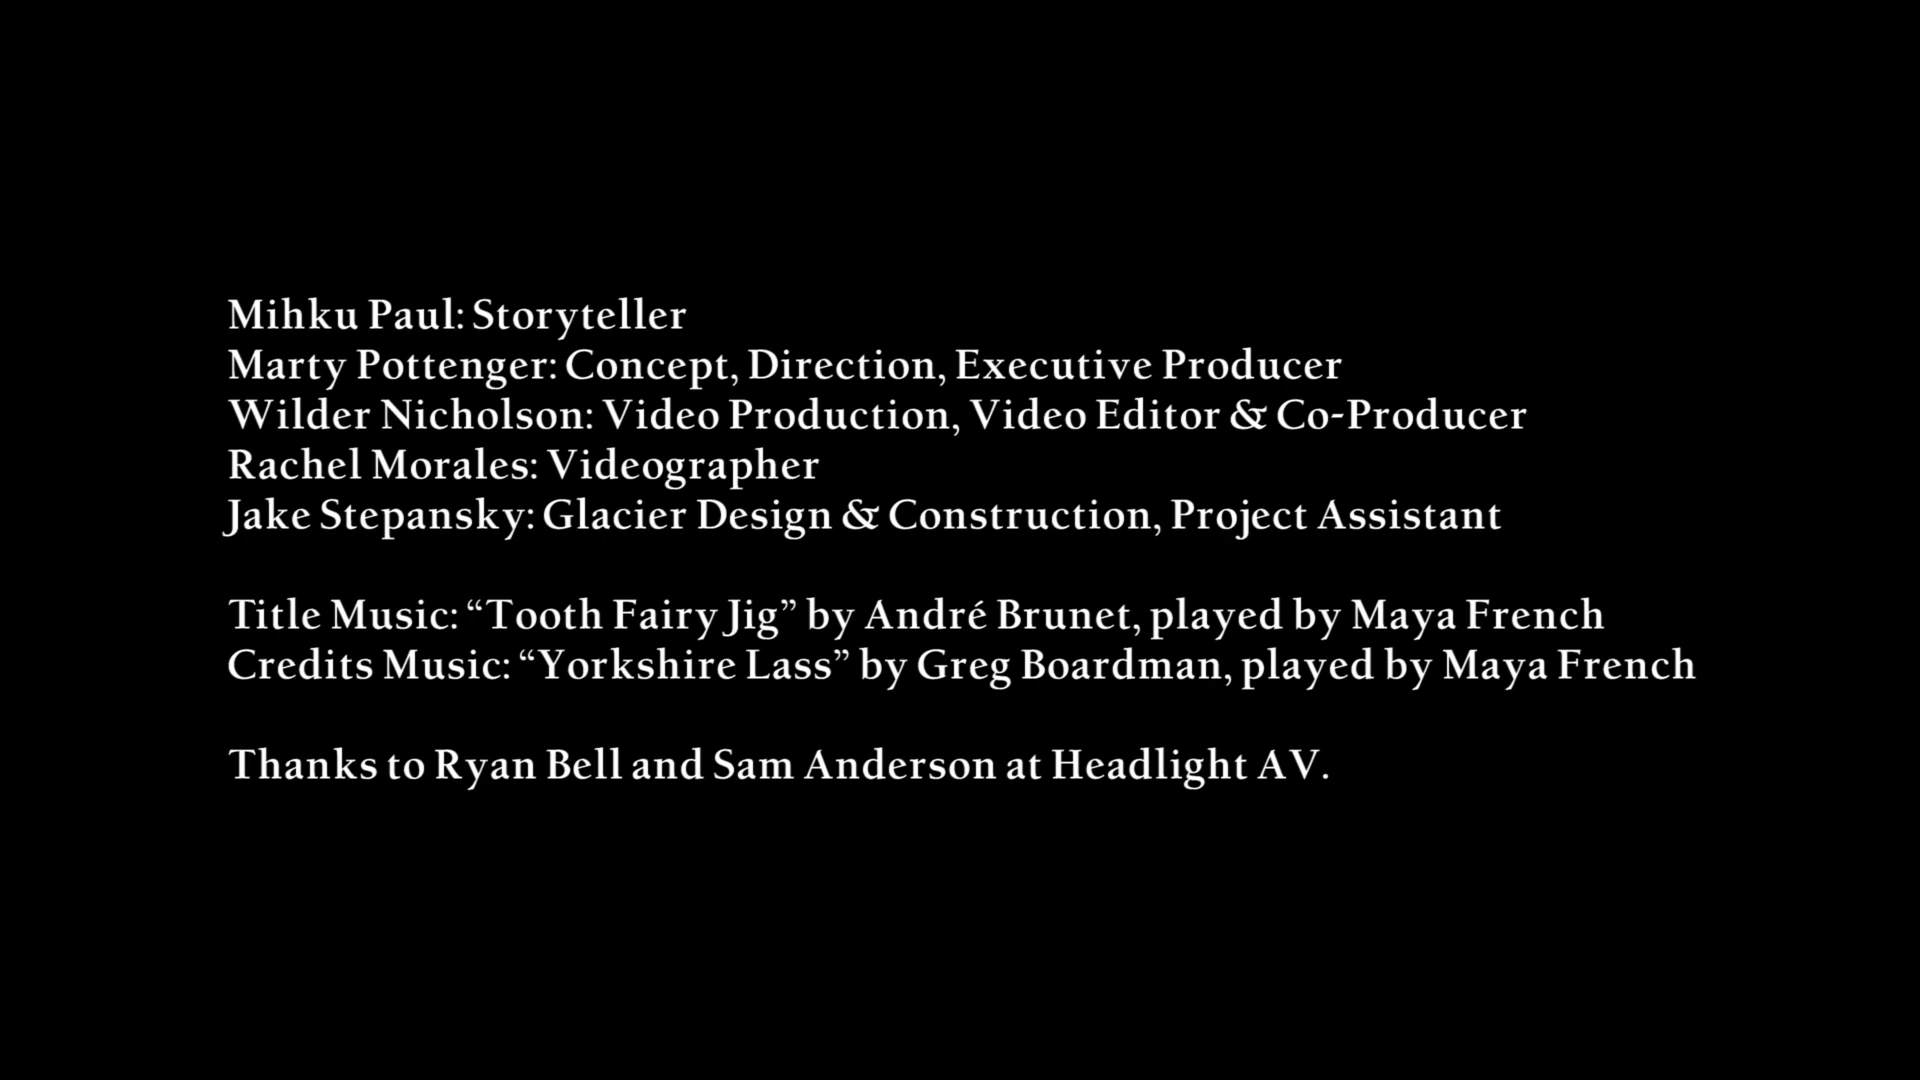 Mihku Paul: Storyteller
Marty Pottenger: Concept, Direction, Executive Producer
Wilder Nicholson: Video Production, Video Editor & Co-Producer
Rachel Morales: Videographer
Jake Stepansky: Glacier Design & Construction, Project Assistant
Title Music: “Tooth Fairy Jig” by André Brunet, played by Maya French
Credits Music: “Yorkshire Lass” by Greg Boardman, played by Maya French
Thanks to Ryan Bell and Sam Anderson at Headlight AV.